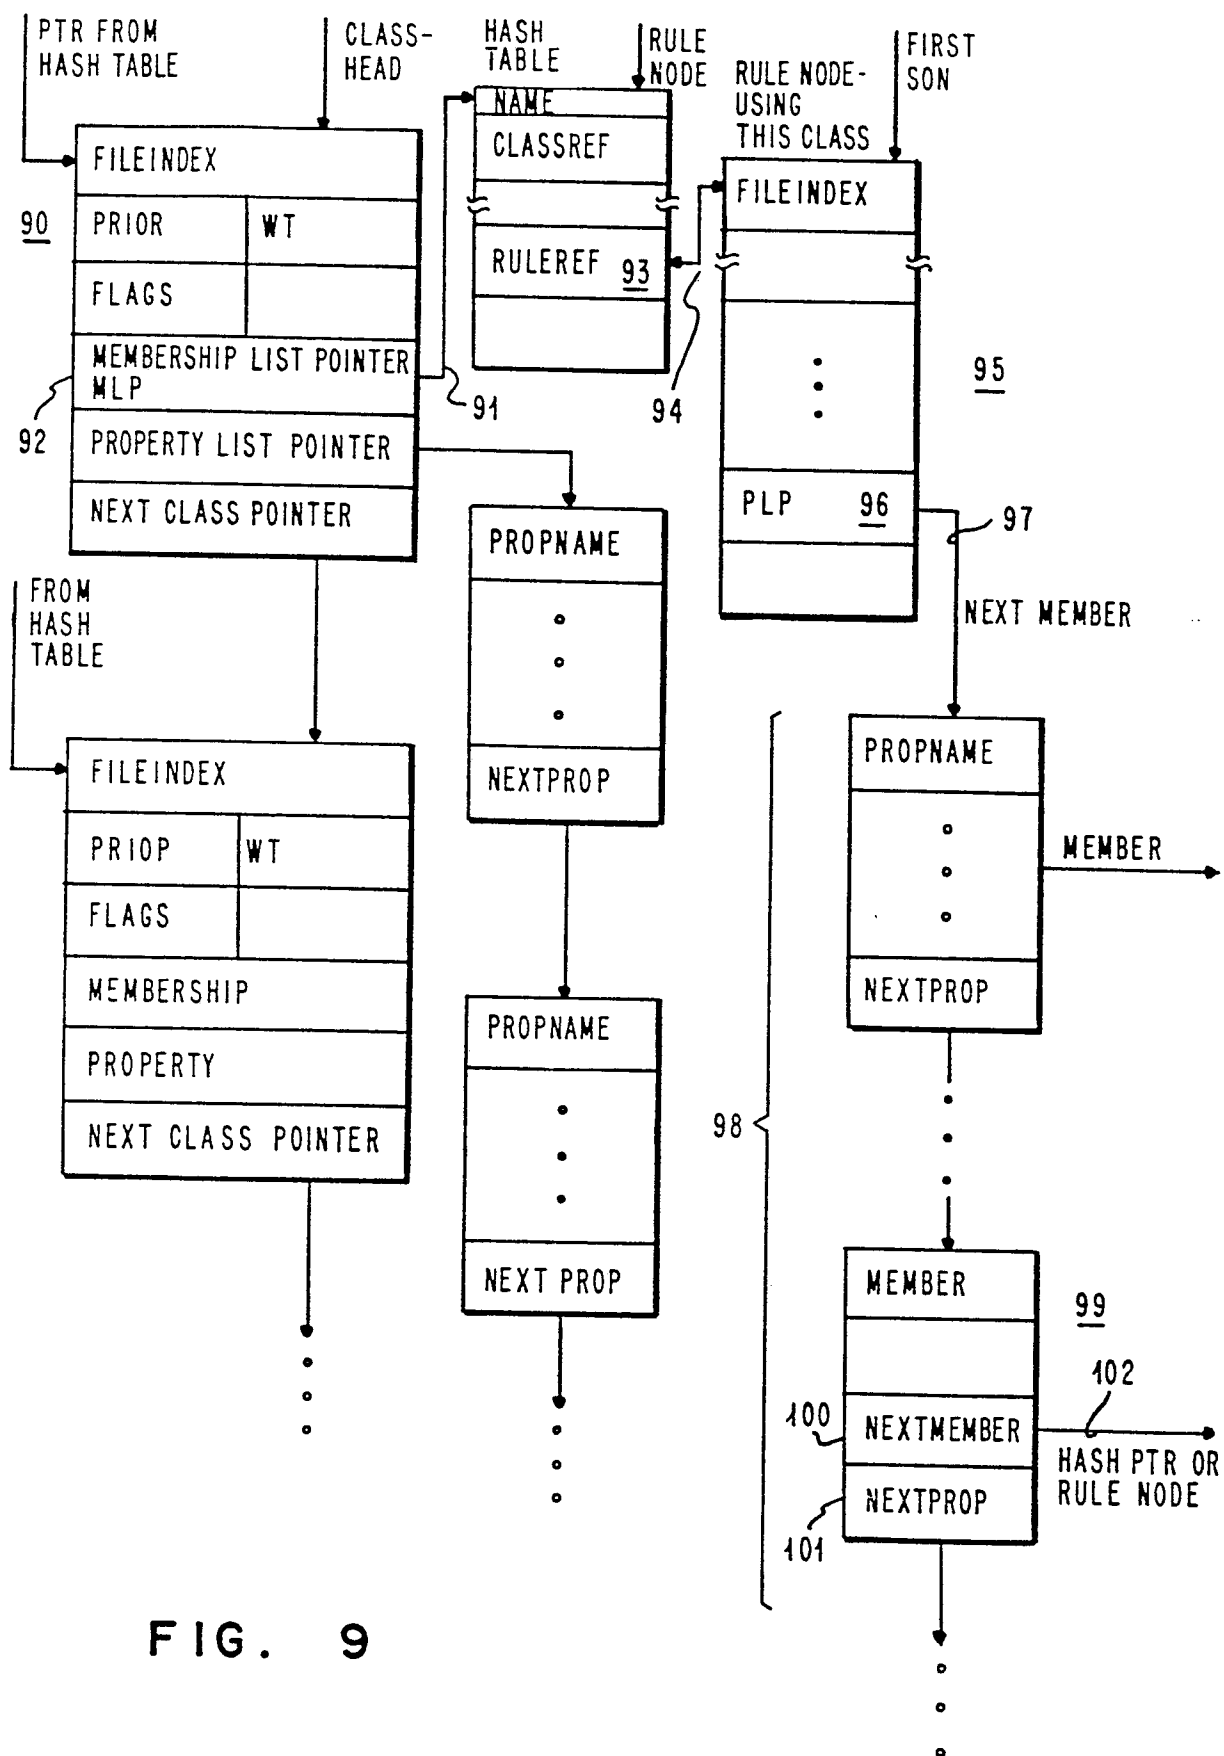 PTR FROM
HASH TABLE
CLASS-
HEAD
HASH
TABLE
RULE
NODE
RULE NODE-
USING
THIS CLASS
FIRST
SON
FILEINDEX
90
PRIOR
WT
FLAGS
MEMBERSHIP LIST POINTER
MLP
92
PROPERTY LIST POINTER
NEXT CLASS POINTER
91
NAME
CLASSREF
RULEREF
93
94
FILEINDEX
95
PLP
96
97
NEXT MEMBER
PROPNAME
NEXTPROP
FROM
HASH
TABLE
FILEINDEX
PRIOP
WT
FLAGS
MEMBERSHIP
PROPERTY
NEXT CLASS POINTER
PROPNAME
NEXT PROP
98
PROPNAME
MEMBER
NEXTPROP
MEMBER
99
102
100
NEXTMEMBER
HASH PTR OR
RULE NODE
NEXTPROP
101
FIG. 9